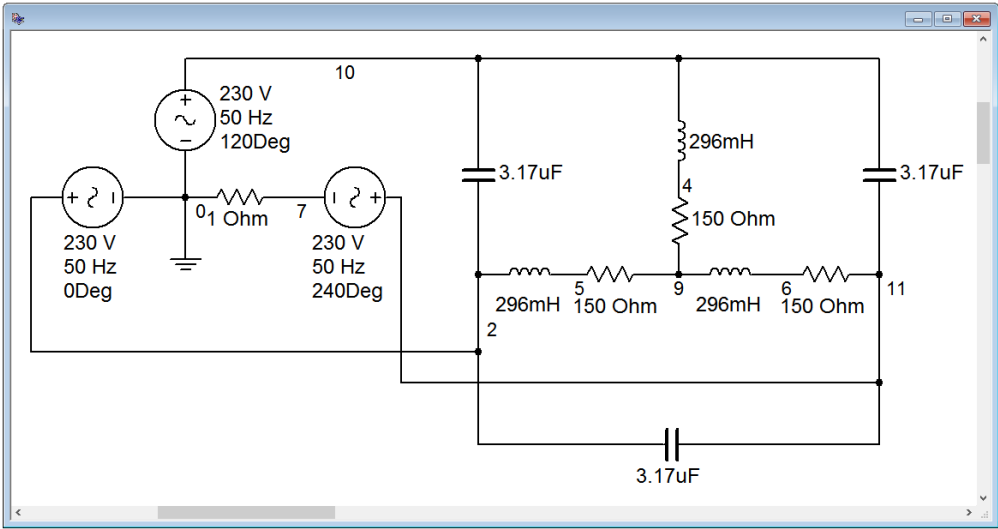 10
230 V
50 Hz
120Deg
296mH
3.17uF
3.17uF
4
150 Ohm
0
1 Ohm
7
230 V
50 Hz
0Deg
230 V
50 Hz
240Deg
5
9
6
11
296mH
150 Ohm
296mH
150 Ohm
2
3.17uF